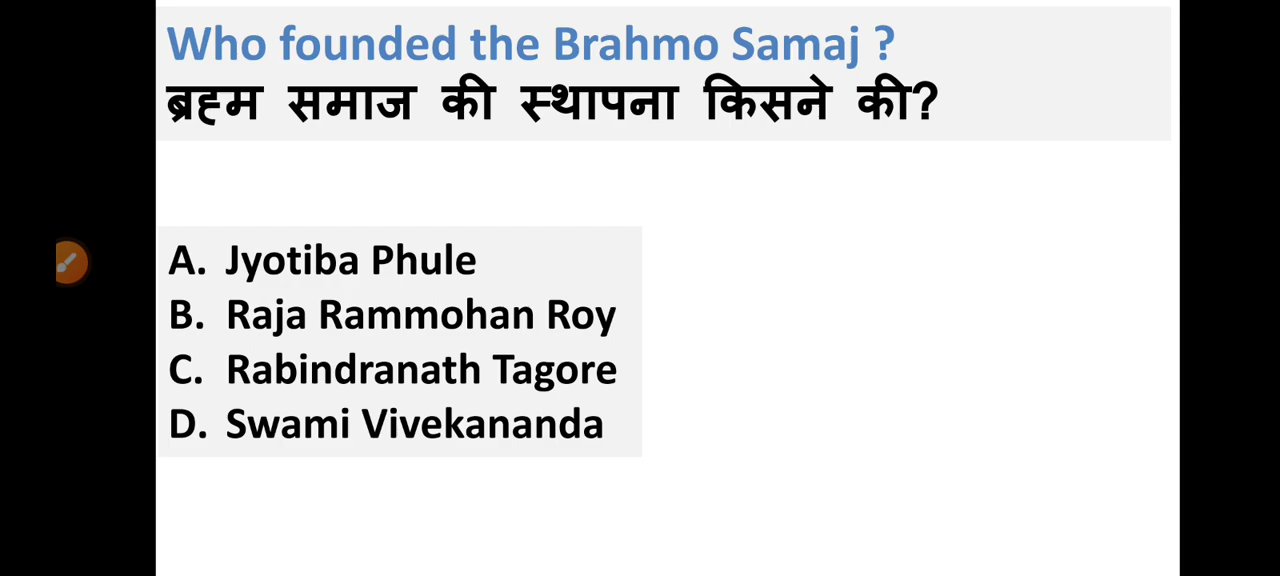 Who founded the Brahmo Samaj ?
ब्रह्म समाज की स्थापना किसने की?
A. Jyotiba Phule
B. Raja Rammohan Roy
C. Rabindranath Tagore
D. Swami Vivekananda